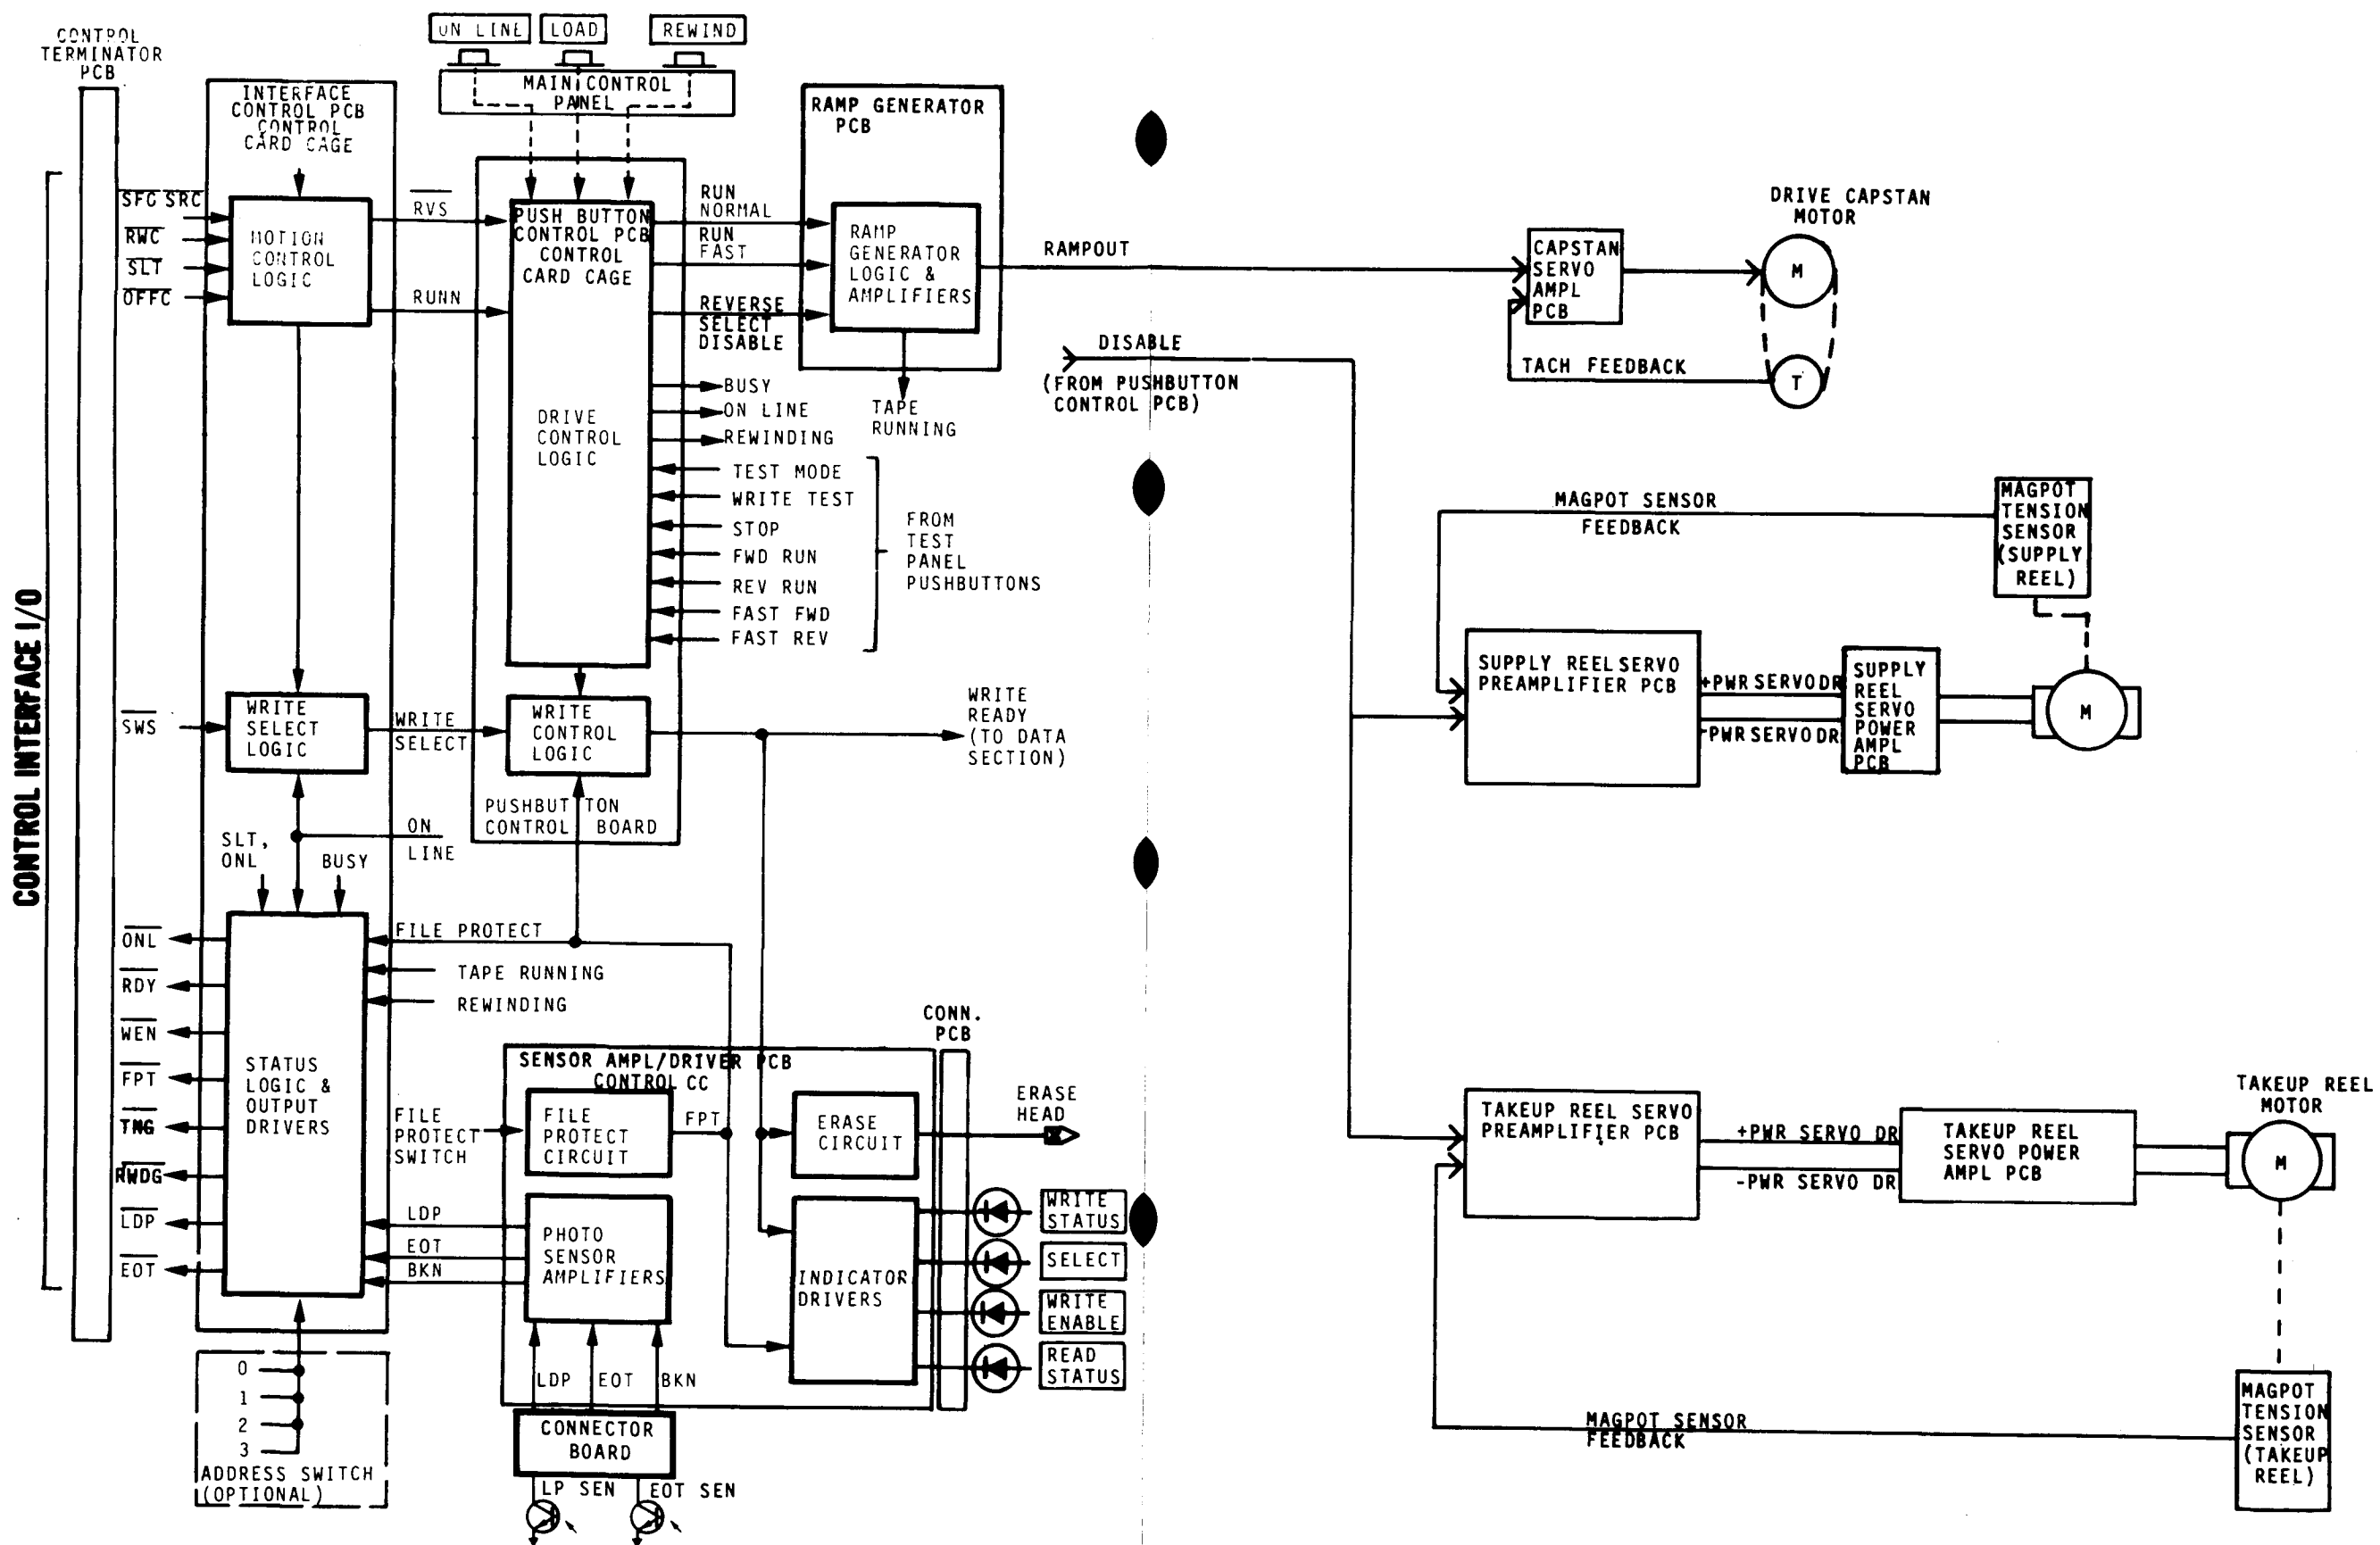 CONTROL
TERMINATOR
PCB
CONTROL INTERFACE I/O
ON LINE
LOAD
REWIND
MAIN CONTROL
PANEL
INTERFACE
CONTROL PCB
CONTROL
CARD CAGE
SFC SRC
RWC
SLT
OFFC
MOTION
CONTROL
LOGIC
RVS
RUNN
PUSH BUTTON
CONTROL PCB
CONTROL
CARD CAGE
DRIVE
CONTROL
LOGIC
RUN
NORMAL
RUN
FAST
REVERSE
SELECT
DISABLE
BUSY
ON LINE
REWINDING
TEST MODE
WRITE TEST
STOP
FWD RUN
REV RUN
FAST FWD
FAST REV
FROM
TEST
PANEL
PUSHBUTTONS
RAMP GENERATOR
PCB
RAMP
GENERATOR
LOGIC &
AMPLIFIERS
TAPE
RUNNING
RAMPOUT
DISABLE
(FROM PUSHBUTTON
CONTROL PCB)
CAPSTAN
SERVO
AMPL
PCB
DRIVE CAPSTAN
MOTOR
M
T
TACH FEEDBACK
MAGPOT SENSOR
FEEDBACK
MAGPOT
TENSION
SENSOR
(SUPPLY
REEL)
SUPPLY REEL SERVO
PREAMPLIFIER PCB
+PWR SERVO DR
-PWR SERVO DR
SUPPLY
REEL
SERVO
POWER
AMPL
PCB
M
SWS
WRITE
SELECT
LOGIC
WRITE
SELECT
WRITE
CONTROL
LOGIC
WRITE
READY
(TO DATA
SECTION)
PUSHBUTTON
CONTROL BOARD
SLT,
ONL
BUSY
ON
LINE
ONL
RDY
WEN
FPT
TNG
RWDG
LDP
EOT
STATUS
LOGIC &
OUTPUT
DRIVERS
FILE PROTECT
TAPE RUNNING
REWINDING
FILE
PROTECT
SWITCH
LDP
EOT
BKN
SENSOR AMPL/DRIVER PCB
CONTROL CC
FILE
PROTECT
CIRCUIT
FPT
ERASE
CIRCUIT
PHOTO
SENSOR
AMPLIFIERS
INDICATOR
DRIVERS
LDP
EOT
BKN
CONN.
PCB
ERASE
HEAD
WRITE
STATUS
SELECT
WRITE
ENABLE
READ
STATUS
CONNECTOR
BOARD
LP SEN
EOT SEN
0
1
2
3
ADDRESS SWITCH
(OPTIONAL)
TAKEUP REEL SERVO
PREAMPLIFIER PCB
+PWR SERVO DR
-PWR SERVO DR
TAKEUP REEL
SERVO POWER
AMPL PCB
TAKEUP REEL
MOTOR
M
MAGPOT SENSOR
FEEDBACK
MAGPOT
TENSION
SENSOR
(TAKEUP
REEL)